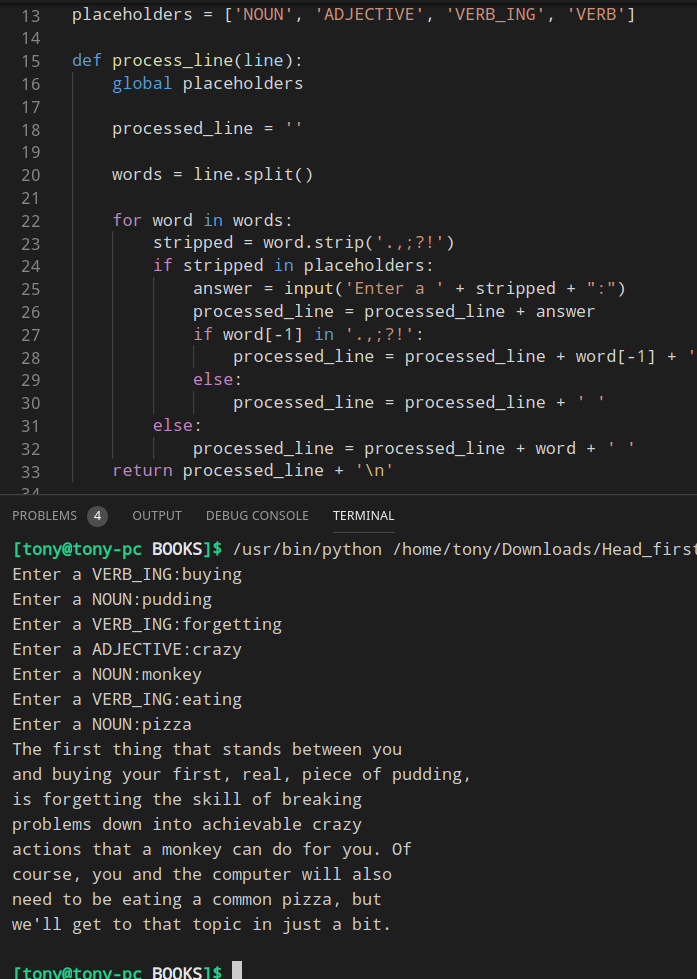 13 placeholders = ['NOUN', 'ADJECTIVE', 'VERB_ING', 'VERB']
14
15 def process_line(line):
16 global placeholders
17
18 processed_line = ''
19
20 words = line.split()
21
22 for word in words:
23 stripped = word.strip('.,;?!')
24 if stripped in placeholders:
25 answer = input('Enter a ' + stripped + ":")
26 processed_line = processed_line + answer
27 if word[-1] in '.,;?!':
28 processed_line = processed_line + word[-1] + '
29 else:
30 processed_line = processed_line + ' '
31 else:
32 processed_line = processed_line + word + ' '
33 return processed_line + '\n'
34
PROBLEMS 4 OUTPUT DEBUG CONSOLE TERMINAL
[tony@tony-pc BOOKS]$ /usr/bin/python /home/tony/Downloads/Head_first
Enter a VERB_ING:buying
Enter a NOUN:pudding
Enter a VERB_ING:forgetting
Enter a ADJECTIVE:crazy
Enter a NOUN:monkey
Enter a VERB_ING:eating
Enter a NOUN:pizza
The first thing that stands between you
and buying your first, real, piece of pudding,
is forgetting the skill of breaking
problems down into achievable crazy
actions that a monkey can do for you. Of
course, you and the computer will also
need to be eating a common pizza, but
we'll get to that topic in just a bit.
[tony@tony-pc BOOKS]$